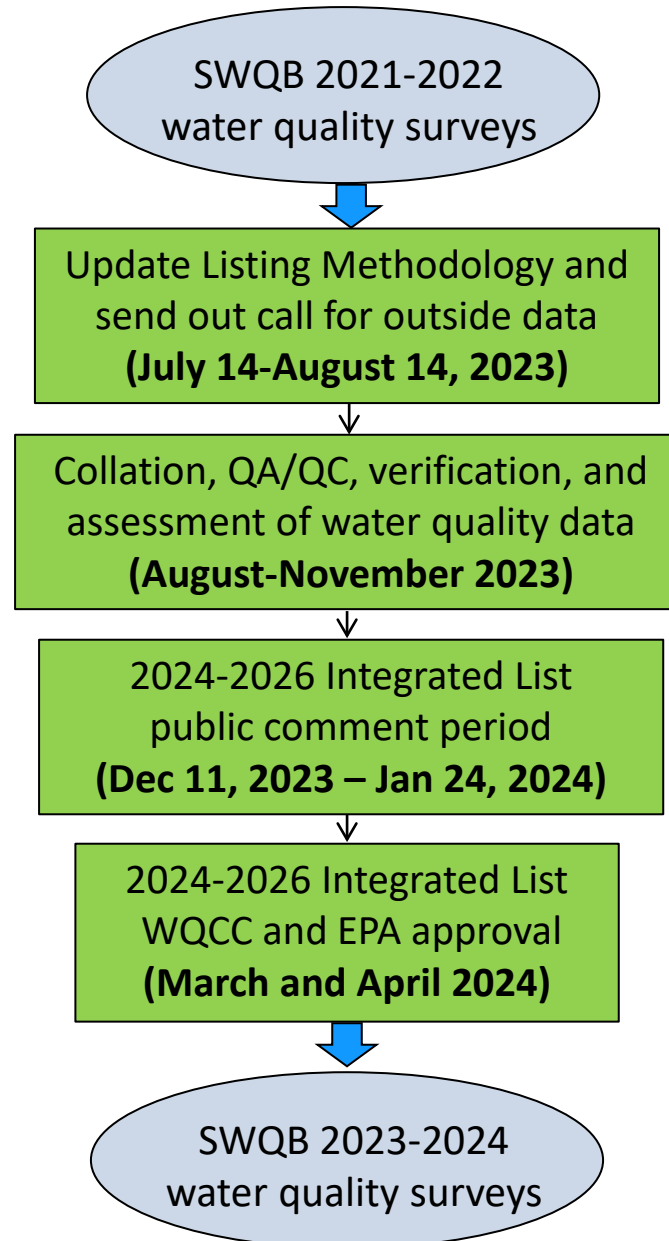 SWQB 2021-2022
water quality surveys
Update Listing Methodology and
send out call for outside data
(July 14-August 14, 2023)
Collation, QA/QC, verification, and
assessment of water quality data
(August-November 2023)
2024-2026 Integrated List
public comment period
(Dec 11, 2023 – Jan 24, 2024)
2024-2026 Integrated List
WQCC and EPA approval
(March and April 2024)
SWQB 2023-2024
water quality surveys